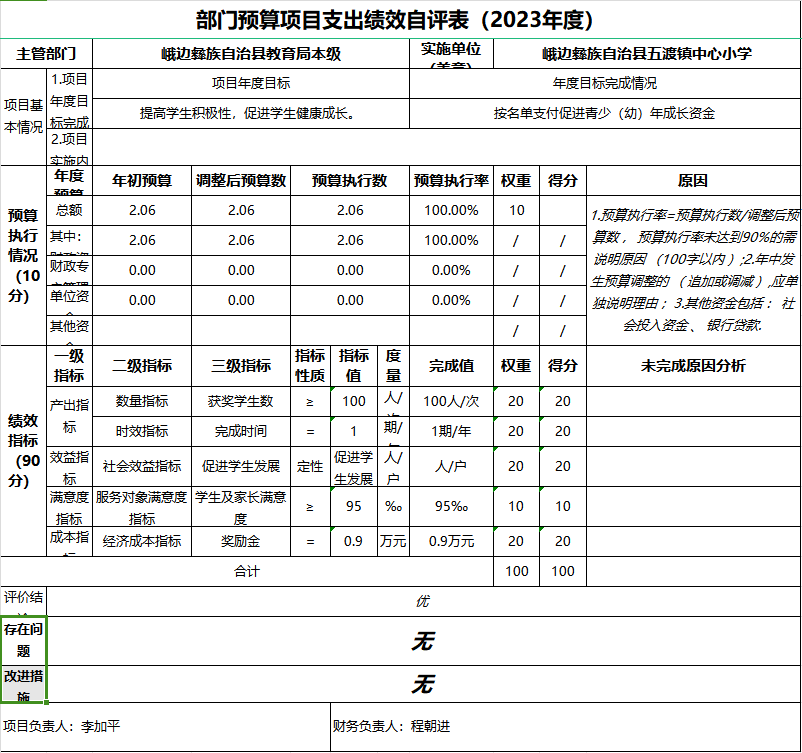 部门预算项目支出绩效自评表（2023年度）
主管部门 峨边彝族自治县教育局本级 实施单位 峨边彝族自治县五渡镇中心小学
（盖章）
项目基本情况
1.项目年度目标完成 项目年度目标 年度目标完成情况
提高学生积极性，促进学生健康成长。 按名单支付促进青少（幼）年成长资金
2.项目实施内
预算执行情况（10分）
年度预算 年初预算 调整后预算数 预算执行数 预算执行率 权重 得分 原因
总额 2.06 2.06 2.06 100.00% 10
其中： 2.06 2.06 2.06 100.00% / /
财政专 0.00 0.00 0.00 0.00% / /
单位资 0.00 0.00 0.00 0.00% / /
其他资 / /
1.预算执行率=预算执行数/调整后预
算数 ，预算执行率未达到90%的需
说明原因 （100字以内）;2.年中发
生预算调整的 （追加或调减）,应单
独说明理由 ；3.其他资金包括 ：社
会投入资金 、银行贷款.
绩效指标（90分）
一级指标 二级指标 三级指标 指标性质 指标值 度量 完成值 权重 得分 未完成原因分析
产出指标 数量指标 获奖学生数 ≥ 100 人/ 100人/次 20 20
时效指标 完成时间 = 1 期/ 1期/年 20 20
效益指标 社会效益指标 促进学生发展 定性 促进学生发展 人/户 人/户 20 20
满意度指标 服务对象满意度指标 学生及家长满意度 ≥ 95 ‰ 95‰ 10 10
成本指 经济成本指标 奖励金 = 0.9 万元 0.9万元 20 20
合计 100 100
评价结 优
存在问题 无
改进措施 无
项目负责人：李加平 财务负责人：程朝进